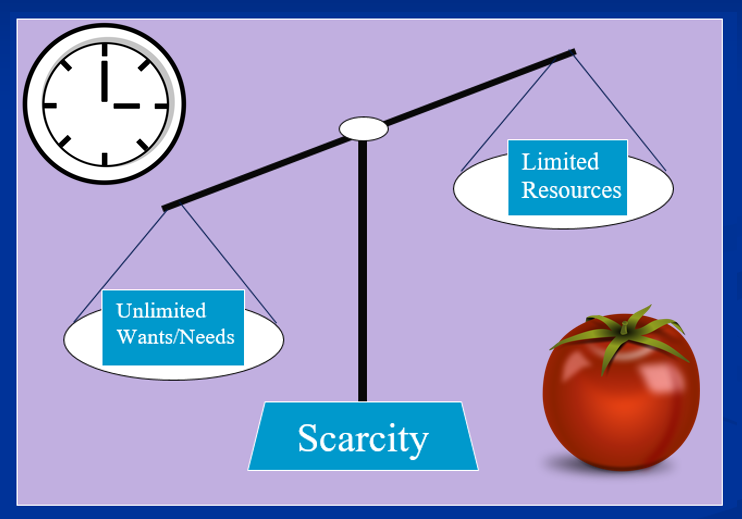 Limited
Resources
Unlimited
Wants/Needs
Scarcity